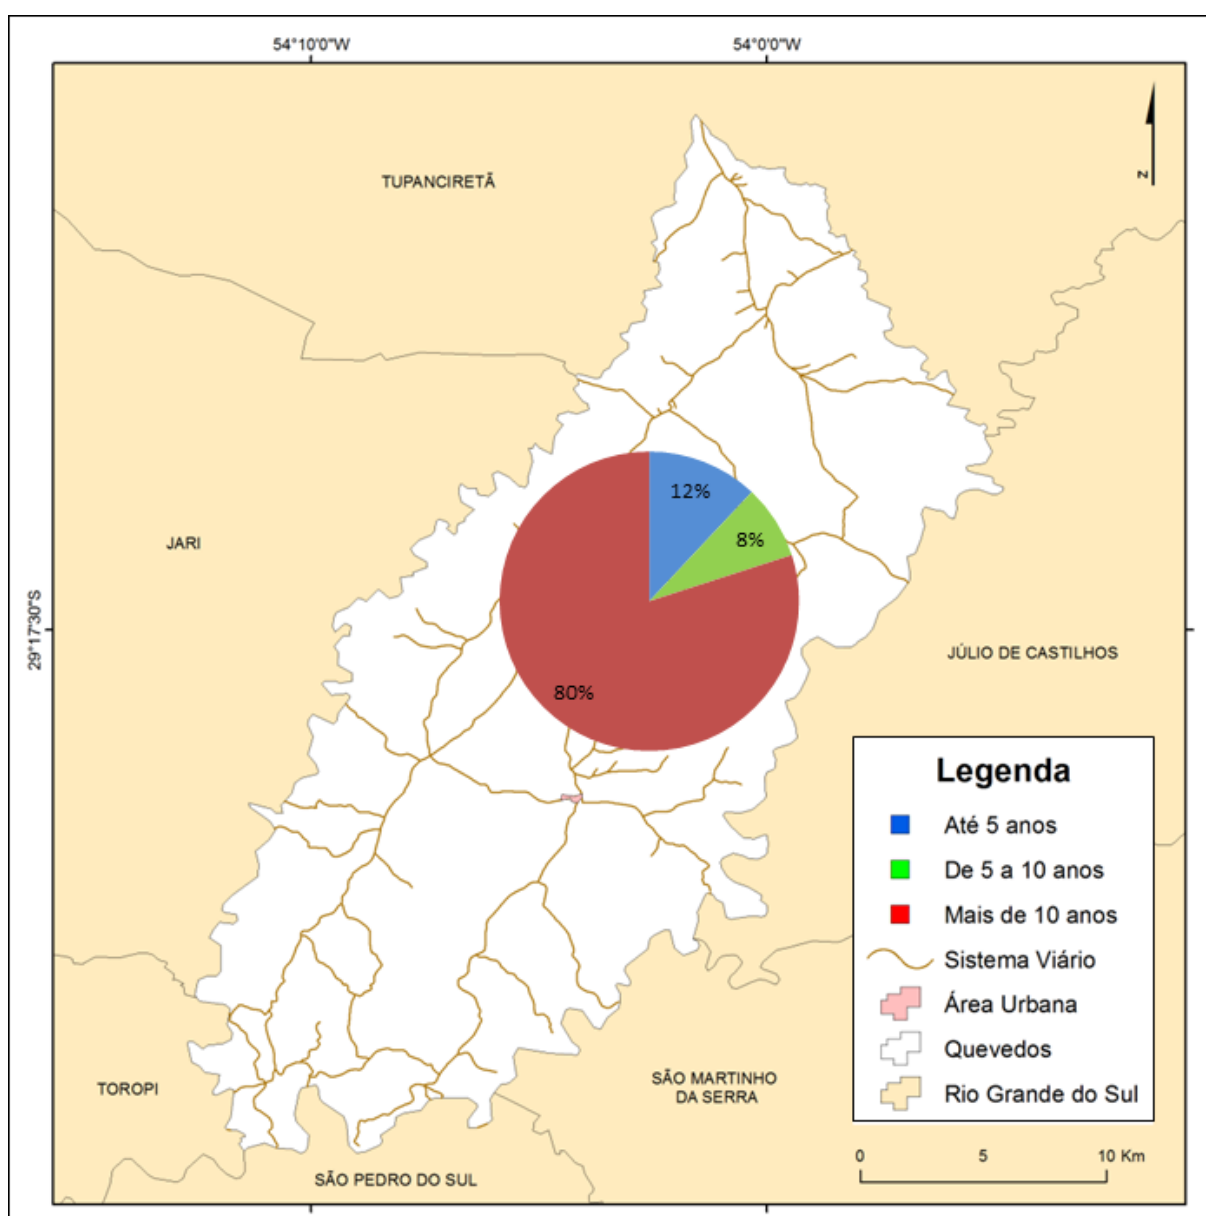 54°10'0"W
54°0'0"W
TUPANCIRETÃ
z
12%
8%
JARI
29°17'30"S
JÚLIO DE CASTILHOS
80%
Legenda
Até 5 anos
De 5 a 10 anos
Mais de 10 anos
Sistema Viário
Área Urbana
Quevedos
Rio Grande do Sul
TOROPI
SÃO MARTINHO
DA SERRA
0 5 10 Km
SÃO PEDRO DO SUL